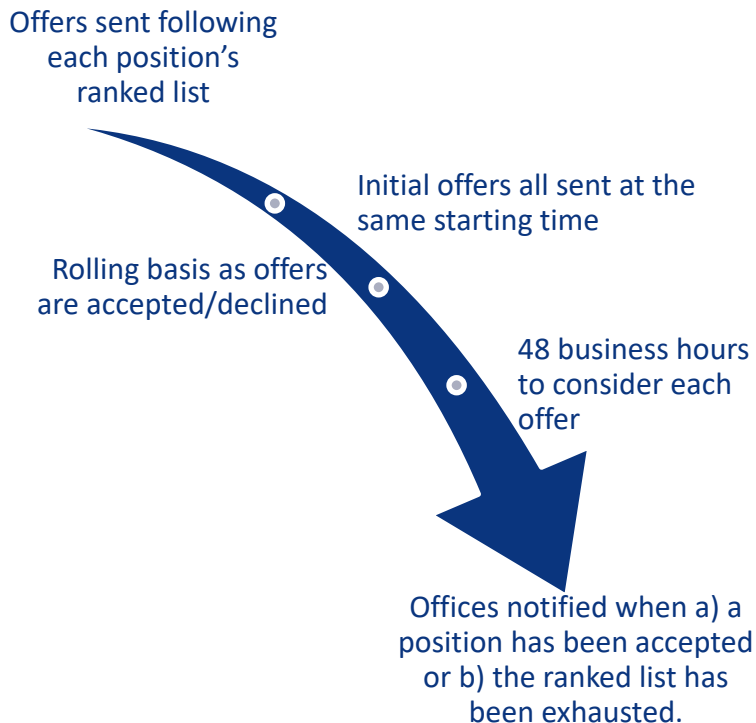 Offers sent following
each position’s
ranked list
Initial offers all sent at the
same starting time
Rolling basis as offers
are accepted/declined
48 business hours
to consider each
offer
Offices notified when a) a
position has been accepted
or b) the ranked list has
been exhausted.